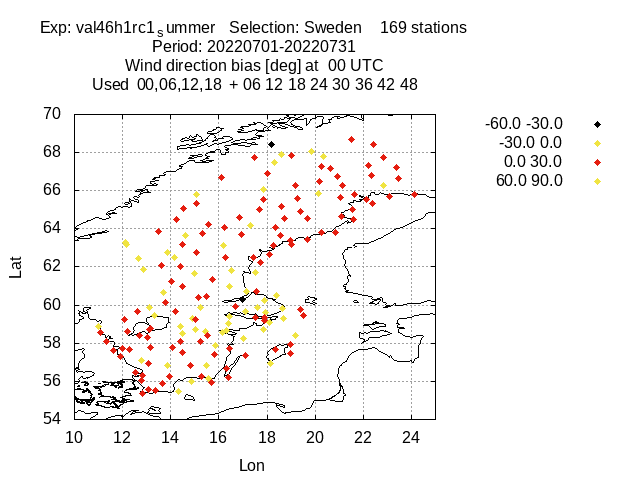 Exp: val46h1rc1summer Selection: Sweden 169 stations
Period: 20220701-20220731
Wind direction bias [deg] at 00 UTC
Used 00,06,12,18 + 06 12 18 24 30 36 42 48
70
68
66
64
62
60
58
56
54
Lat
10 12 14 16 18 20 22 24
Lon
-60.0 -30.0
-30.0 0.0
0.0 30.0
60.0 90.0